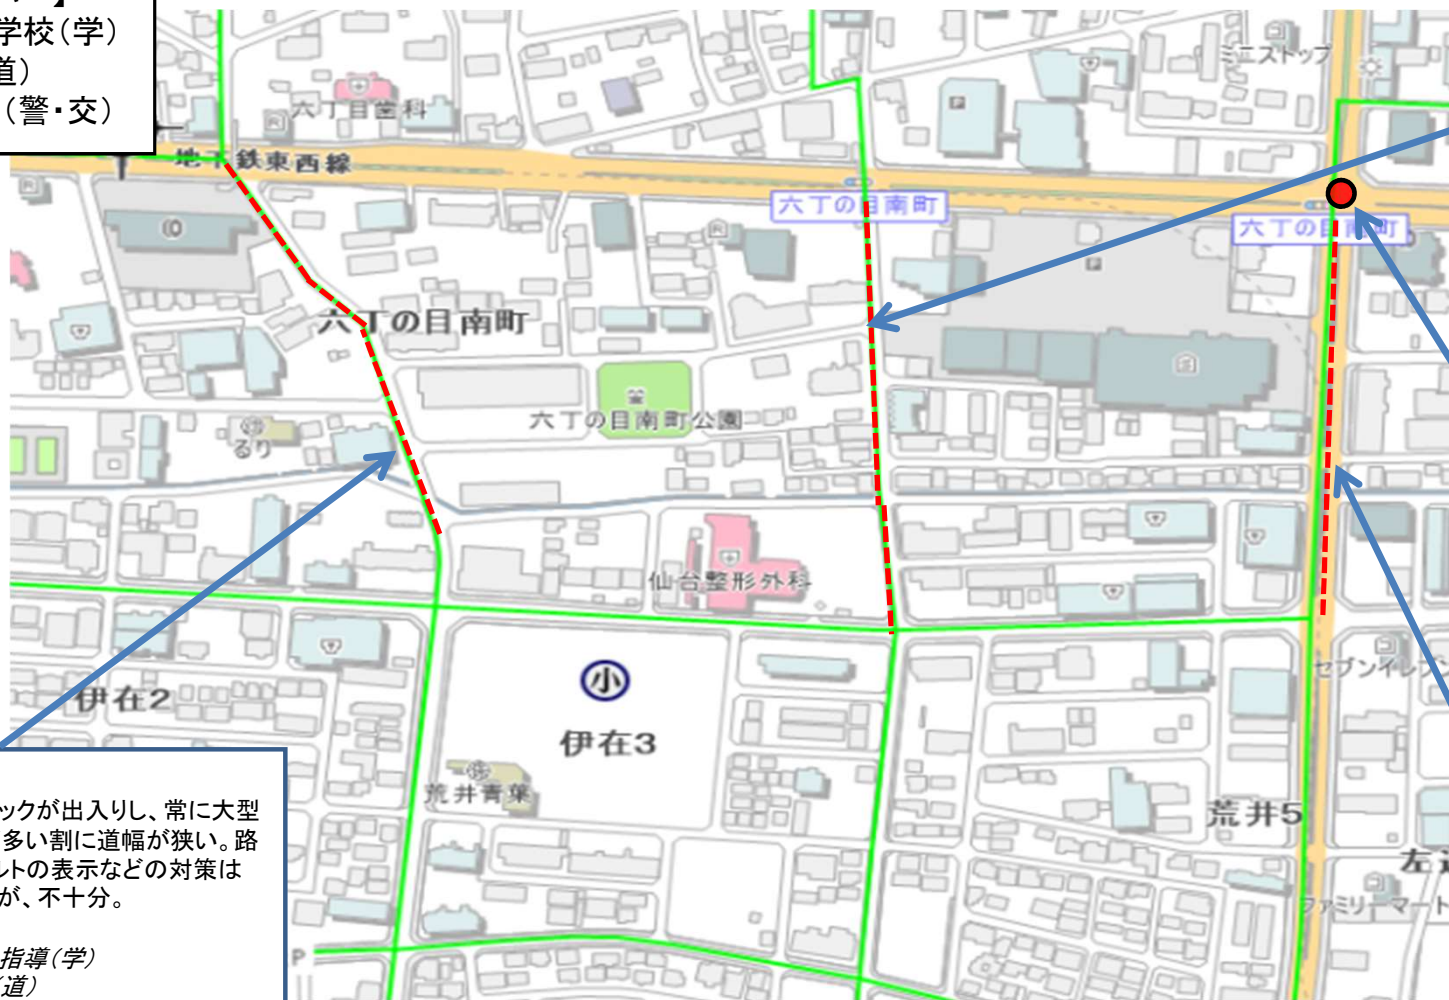 】
学校(学)
道)
(警・交)
ミニストップ
六丁目歯科
地下鉄東西線
六丁の目南町
六丁の目南町
六丁の目南町
六丁の目南町公園
るり
仙台整形外科
セブンイレブン
伊在2
小
伊在3
荒井青葉
荒井5
左
ファミリーマート
ックが出入りし、常に大型
多い割に道幅が狭い。路
ルトの表示などの対策は
が、不十分。
指導(学)
(道)
P